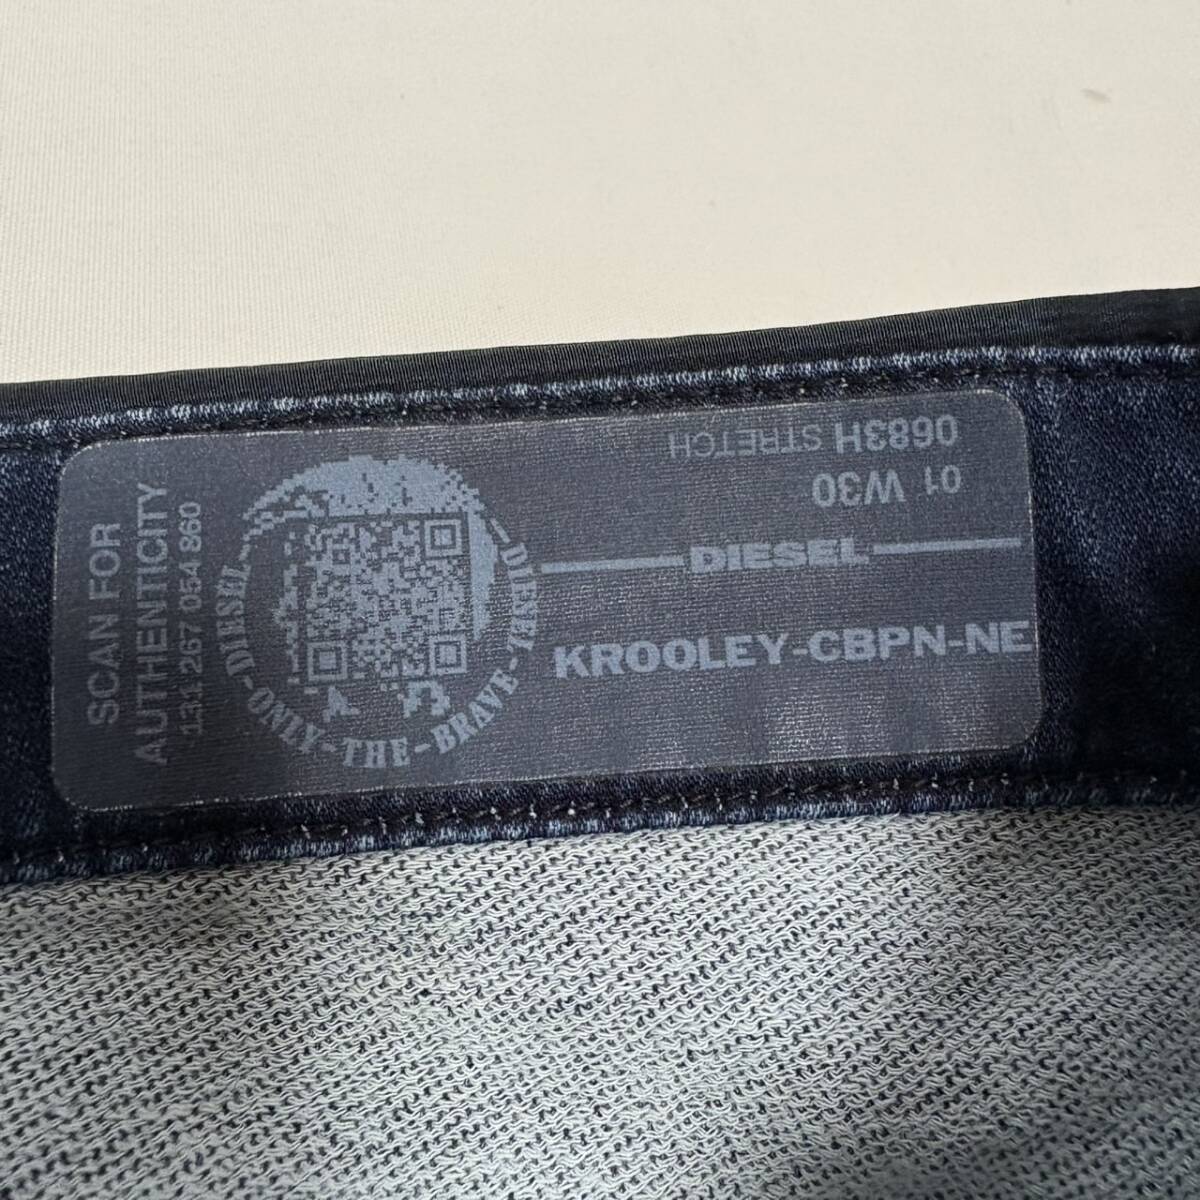 SCAN FOR
AUTHENTICITY
131 267 054 860
DIESEL-ONLY-THE-BRAVE-DIESEL
0683H STRETCH
01 W30
DIESEL
KROOLEY-CBPN-NE